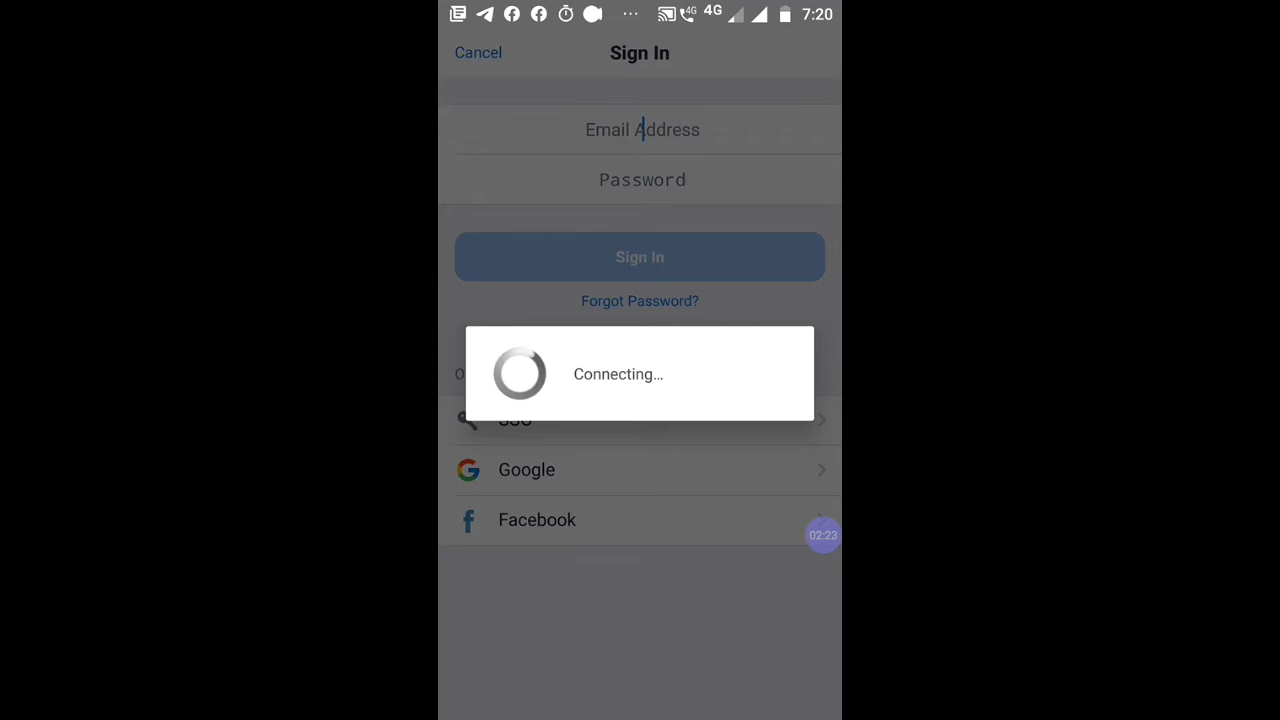 4G 4G 7:20
Cancel Sign In
Email Address
Password
Sign In
Forgot Password?
Connecting...
O
SSO
Google
Facebook
02:23